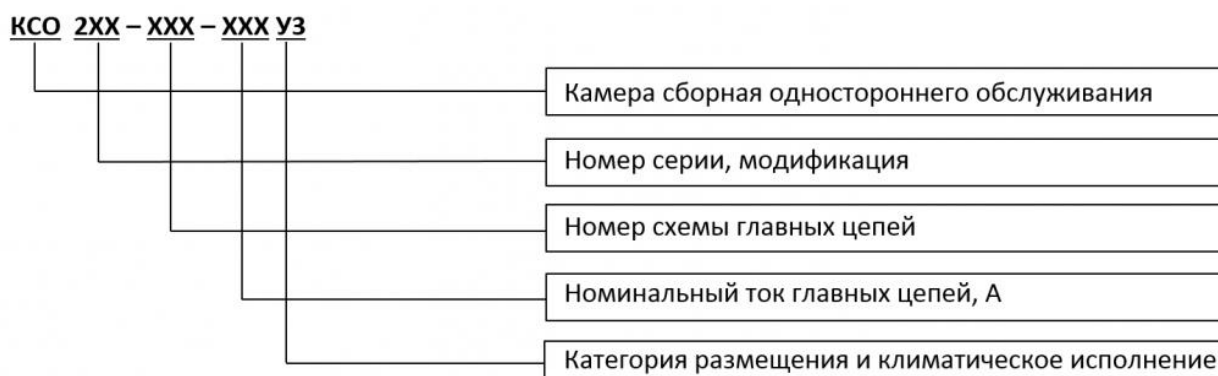 КСО 2ХХ – ХХХ – ХХХ У3
Камера сборная одностороннего обслуживания
Номер серии, модификация
Номер схемы главных цепей
Номинальный ток главных цепей, А
Категория размещения и климатическое исполнение